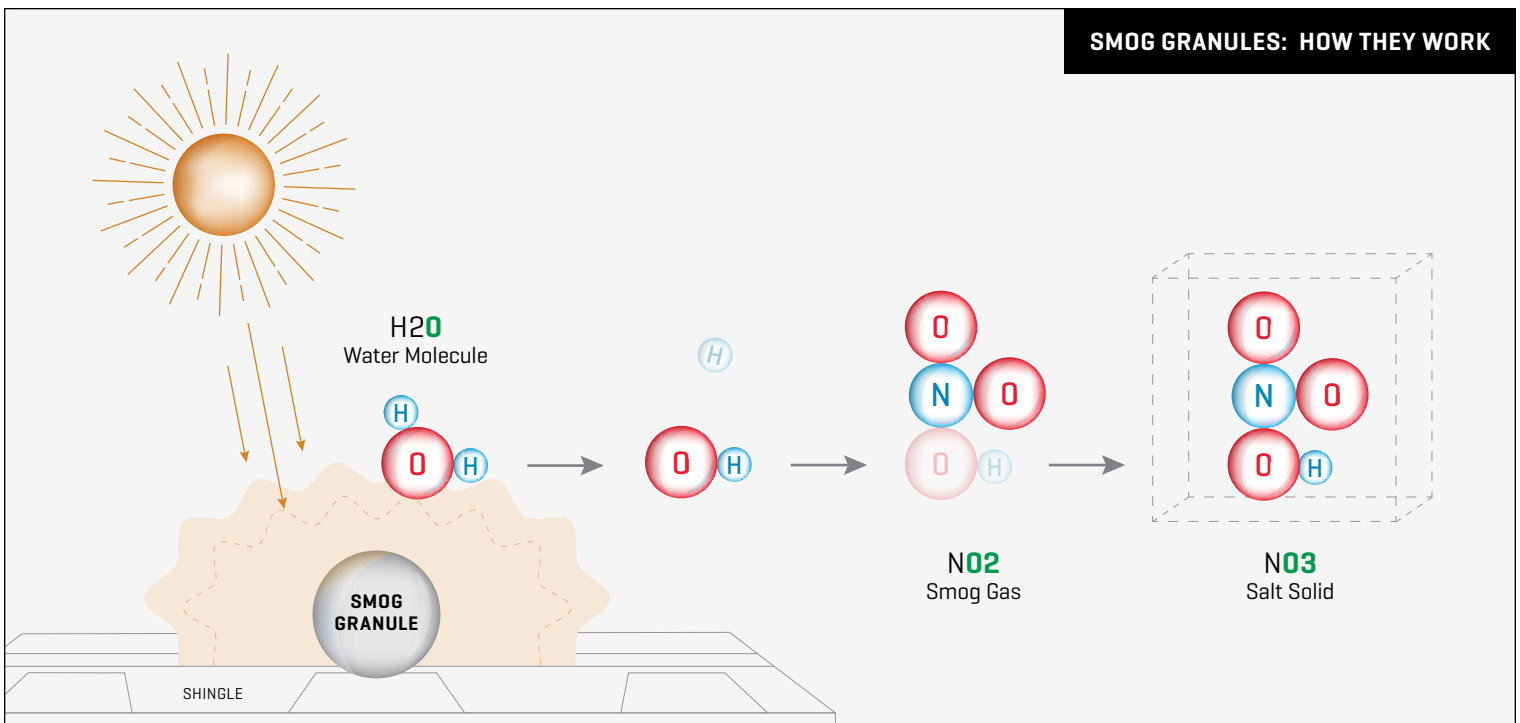 SMOG GRANULES: HOW THEY WORK
H2O
Water Molecule
H
O
H
H
O
H
O
N
O
O
H
NO2
Smog Gas
O
N
O
O
H
NO3
Salt Solid
SMOG
GRANULE
SHINGLE